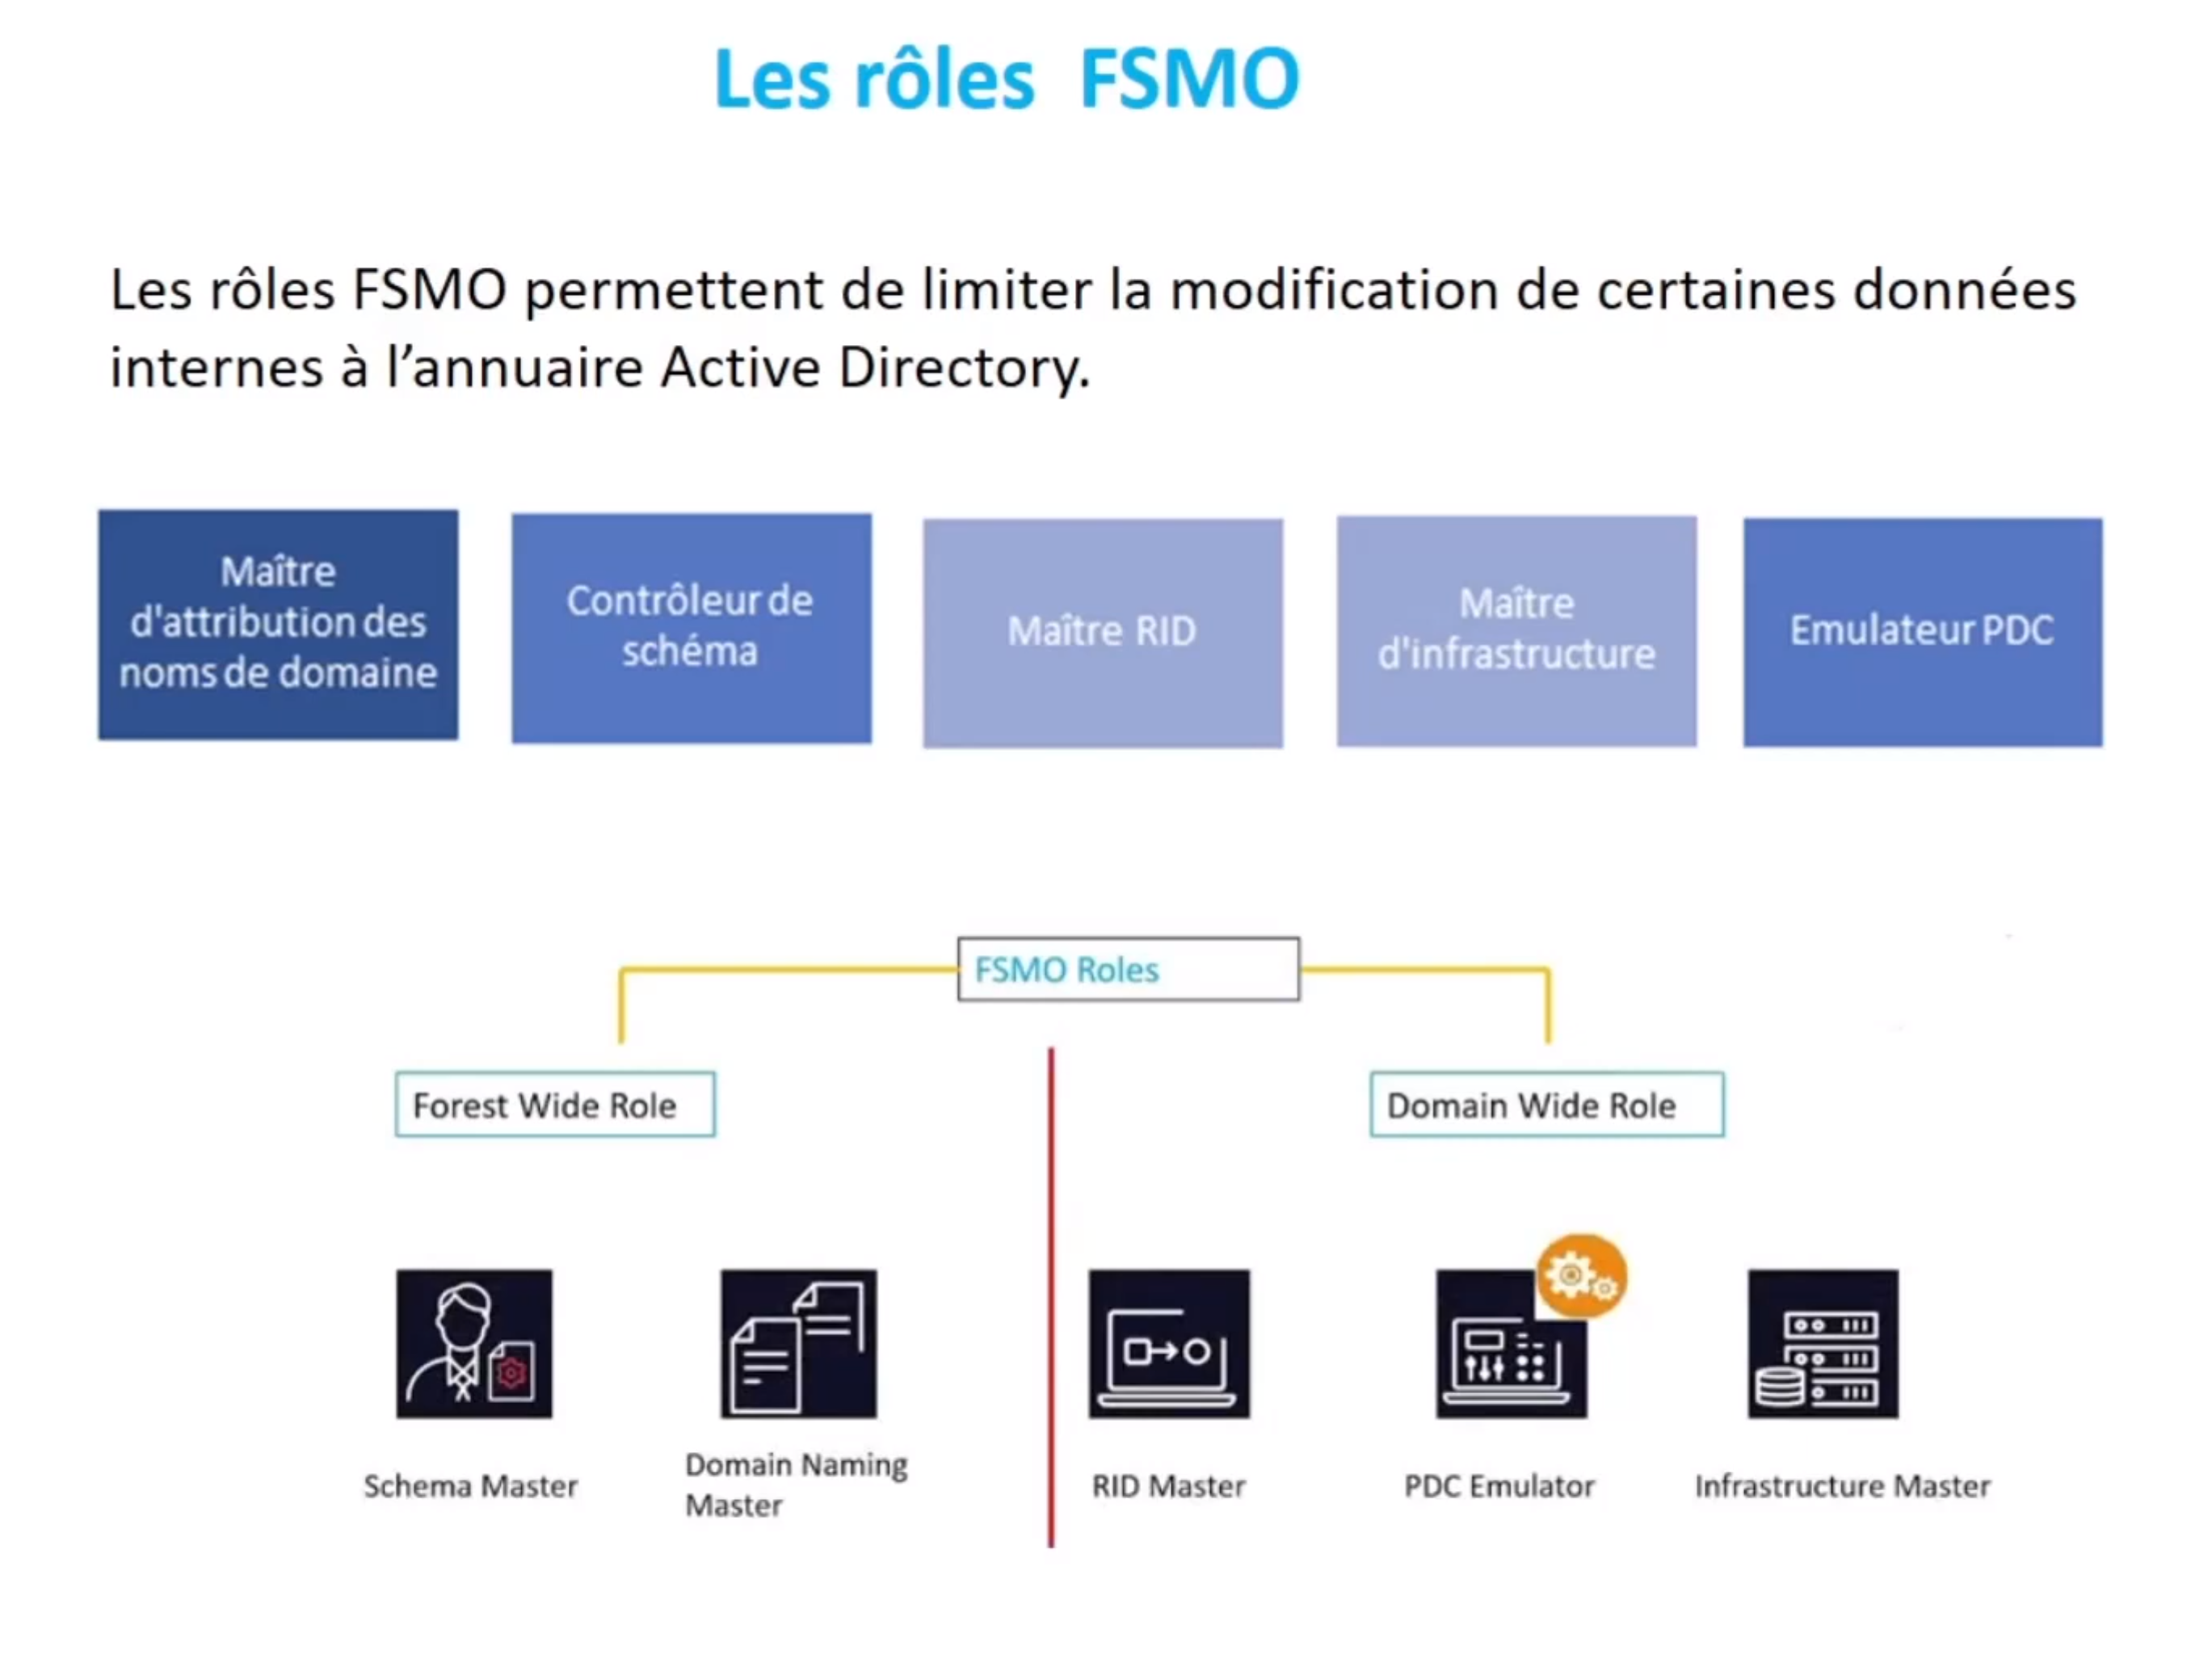 Les rôles FSMO
Les rôles FSMO permettent de limiter la modification de certaines données
internes à l’annuaire Active Directory.
Maître
d'attribution des
noms de domaine
Contrôleur de
schéma
Maître RID
Maître
d'infrastructure
Emulateur PDC
FSMO Roles
Forest Wide Role
Domain Wide Role
Schema Master
Domain Naming
Master
RID Master
PDC Emulator
Infrastructure Master